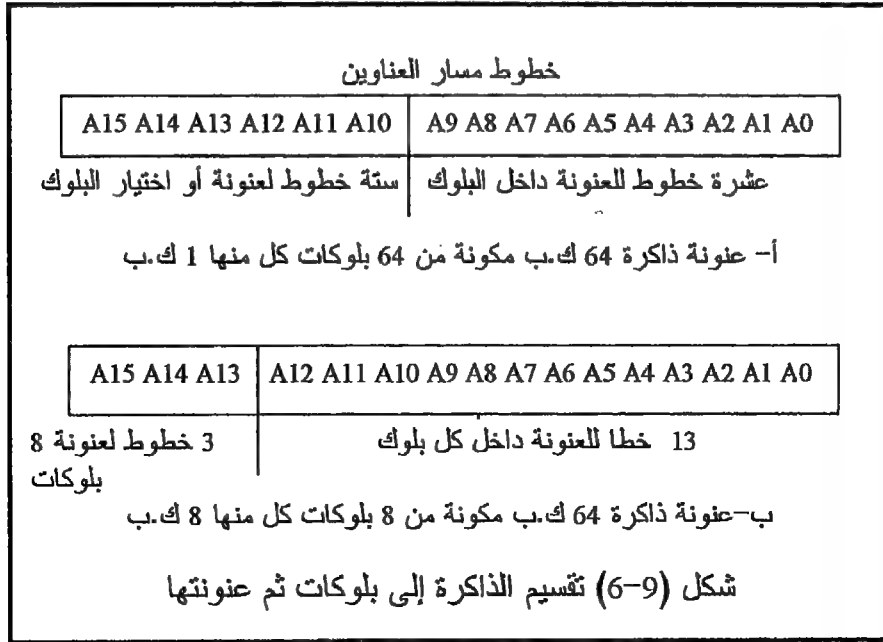 خطوط مسار العناوين
A15 A14 A13 A12 A11 A10 A9 A8 A7 A6 A5 A4 A3 A2 A1 A0
عشرة خطوط للعنونة داخل البلوك
ستة خطوط لعنونة أو اختيار البلوك
أ- عنونة ذاكرة 64 ك.ب مكونة من 64 بلوكات كل منها 1 ك.ب
A15 A14 A13 A12 A11 A10 A9 A8 A7 A6 A5 A4 A3 A2 A1 A0
13 خطا للعنونة داخل كل بلوك
3 خطوط لعنونة 8
بلوكات
ب-عنونة ذاكرة 64 ك.ب مكونة من 8 بلوكات كل منها 8 ك.ب
شكل (9-6) تقسيم الذاكرة إلى بلوكات ثم عنونتها